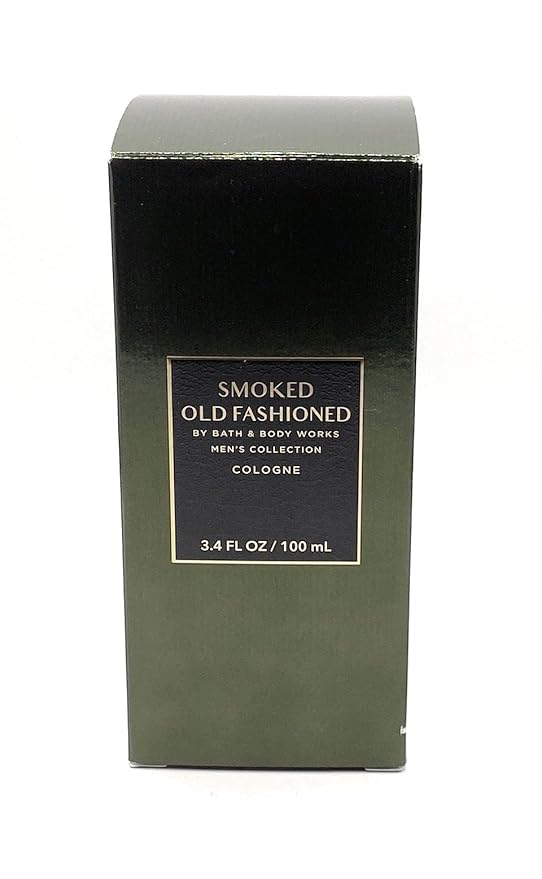 SMOKED
OLD FASHIONED
BY BATH & BODY WORKS
MEN'S COLLECTION
COLOGNE
3.4 FL OZ / 100 mL